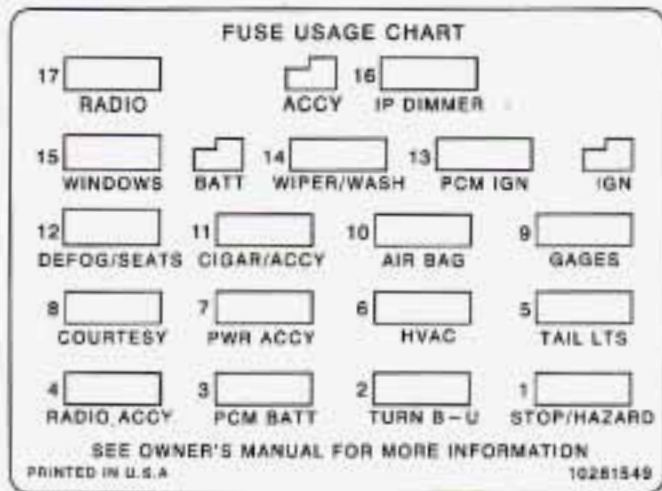 FUSE USAGE CHART
17 16
RADIO ACCY IP DIMMER
15 14 13
WINDOWS BATT WIPER/WASH PCM IGN IGN
12 11 10 9
DEFOG/SEATS CIGAR/ACCY AIR BAG GAGES
8 7 6 5
COURTESY PWR ACCY HVAC TAIL LTS
4 3 2 1
RADIO ACCY PCM BATT TURN B-U STOP/HAZARD
SEE OWNER'S MANUAL FOR MORE INFORMATION
PRINTED IN U.S.A 10281549